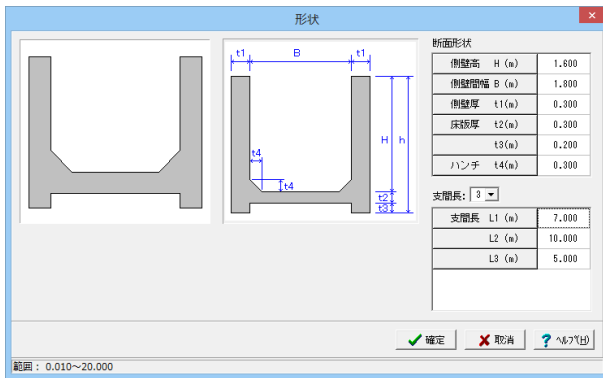 形状
t1
B
t1
t4
t4
H
h
t2
t3
断面形状
側壁高 H (m) 1.600
側壁間幅 B (m) 1.800
側壁厚 t1(m) 0.300
床版厚 t2(m) 0.300
t3(m) 0.200
ハンチ t4(m) 0.300
支間長: 3
支間長 L1 (m) 7.000
L2 (m) 10.000
L3 (m) 5.000
確定
取消
ﾍﾙﾌﾟ(H)
範囲: 0.010～20.000